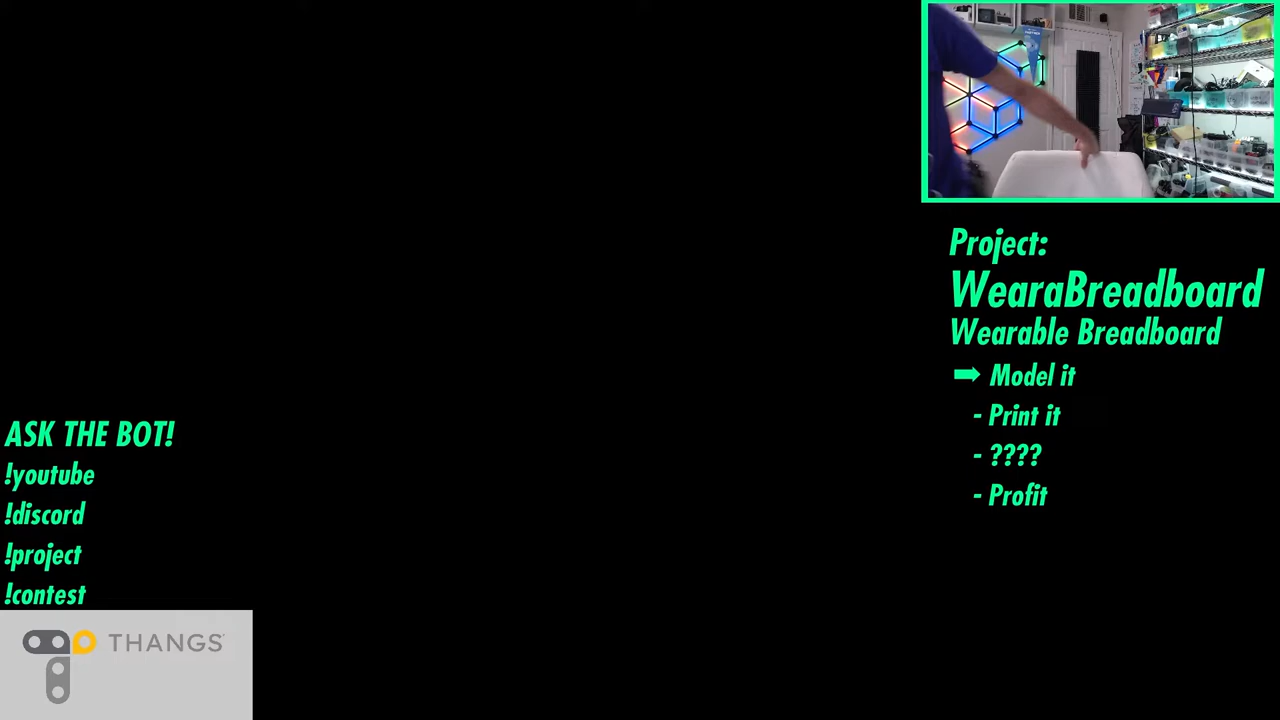 Project:
WearaBreadboard
Wearable Breadboard
➡ Model it
- Print it
- ????
- Profit
ASK THE BOT!
!youtube
!discord
!project
!contest
THANGS